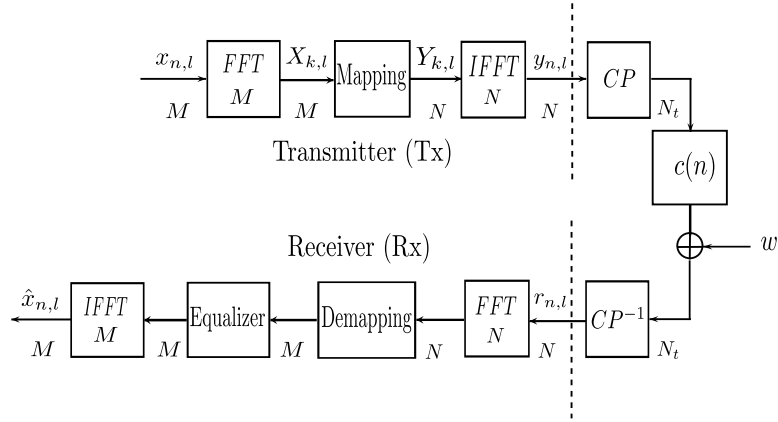 x_{n,l} FFT X_{k,l} Mapping Y_{k,l} IFFT y_{n,l} CP
M M M N N N N_t
Transmitter (Tx)
c(n)
w
Receiver (Rx)
x̂_{n,l} IFFT Equalizer Demapping FFT r_{n,l} CP^{-1}
M M M M N N N N_t